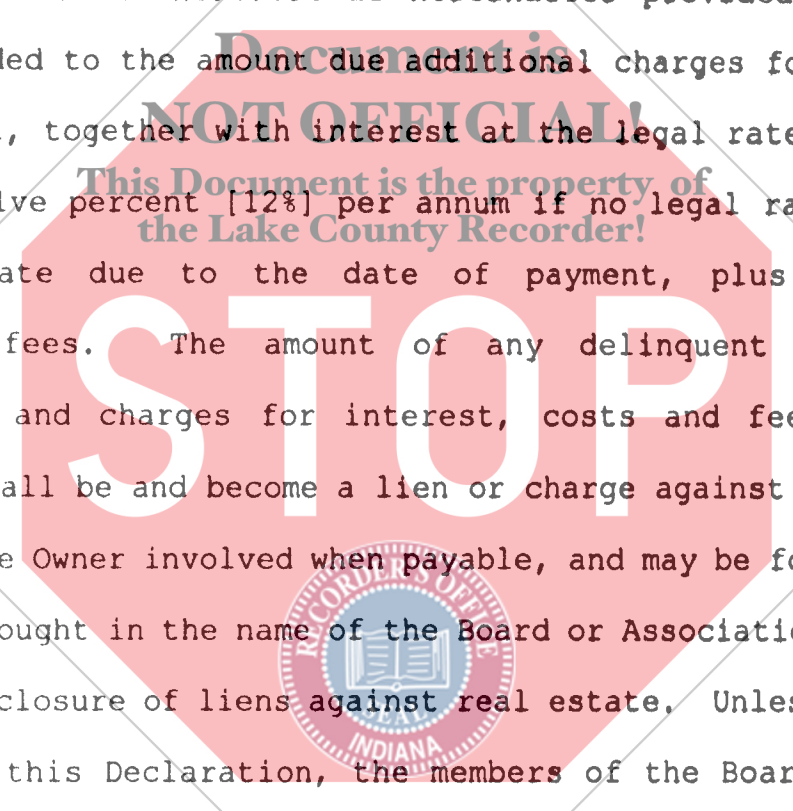 provided
ded to the amount due additional charges fo
Document is
, together with interest at the legal rate
NOT OFFICIAL!
lve percent [12%] per annum if no legal ra
This Document is the property of
the Lake County Recorder!
ate due to the date of payment, plus
fees. The amount of any delinquent
and charges for interest, costs and fee
all be and become a lien or charge against
e Owner involved when payable, and may be fo
ought in the name of the Board or Associatio
closure of liens against real estate. Unles
this Declaration, the members of the Boar
STOP
RECORDER'S OFFICE
SEAL
INDIANA